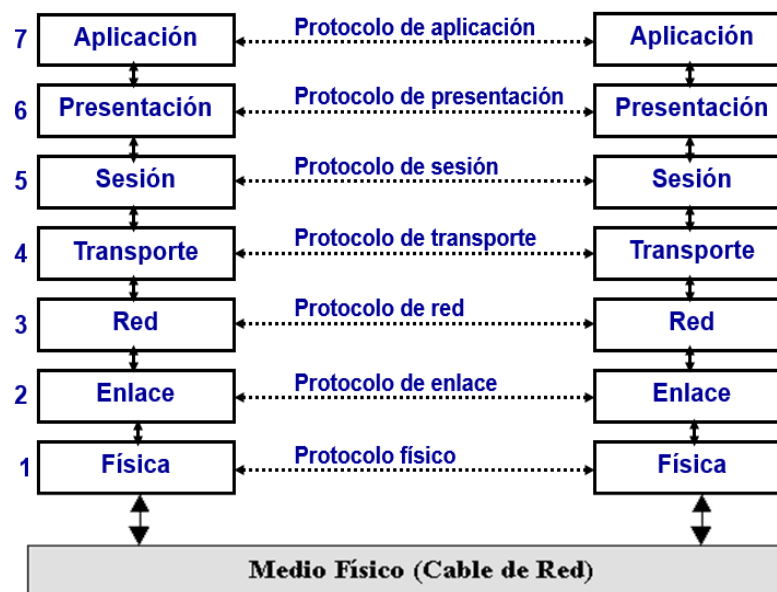 7 Aplicación Protocolo de aplicación Aplicación
6 Presentación Protocolo de presentación Presentación
5 Sesión Protocolo de sesión Sesión
4 Transporte Protocolo de transporte Transporte
3 Red Protocolo de red Red
2 Enlace Protocolo de enlace Enlace
1 Física Protocolo físico Física
Medio Físico (Cable de Red)